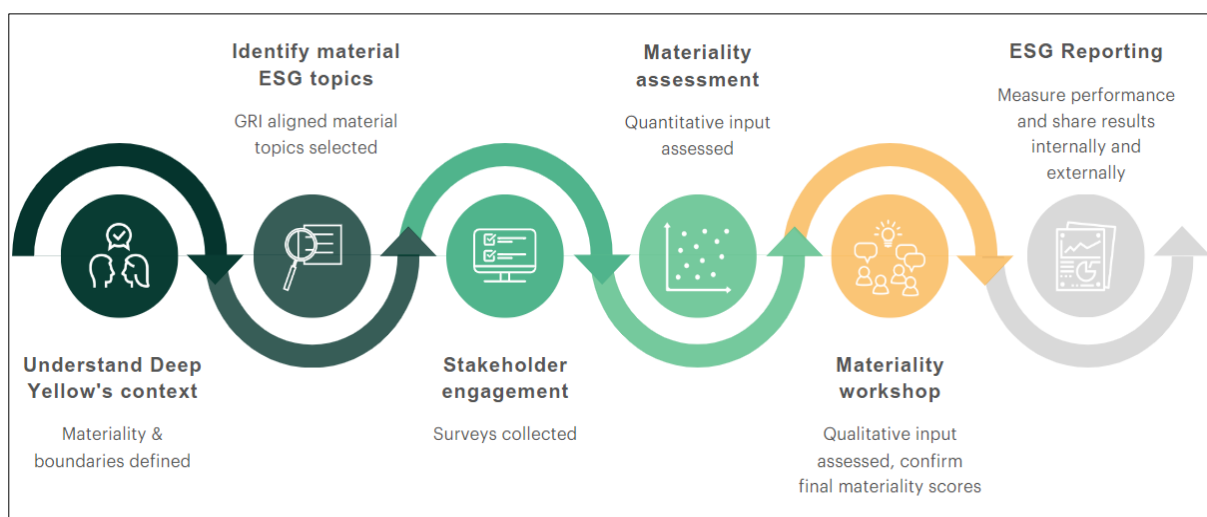 Understand Deep
Yellow's context
Materiality &
boundaries defined
Identify material
ESG topics
GRI aligned material
topics selected
Stakeholder
engagement
Surveys collected
Materiality
assessment
Quantitative input
assessed
Materiality
workshop
Qualitative input
assessed, confirm
final materiality scores
ESG Reporting
Measure performance
and share results
internally and
externally